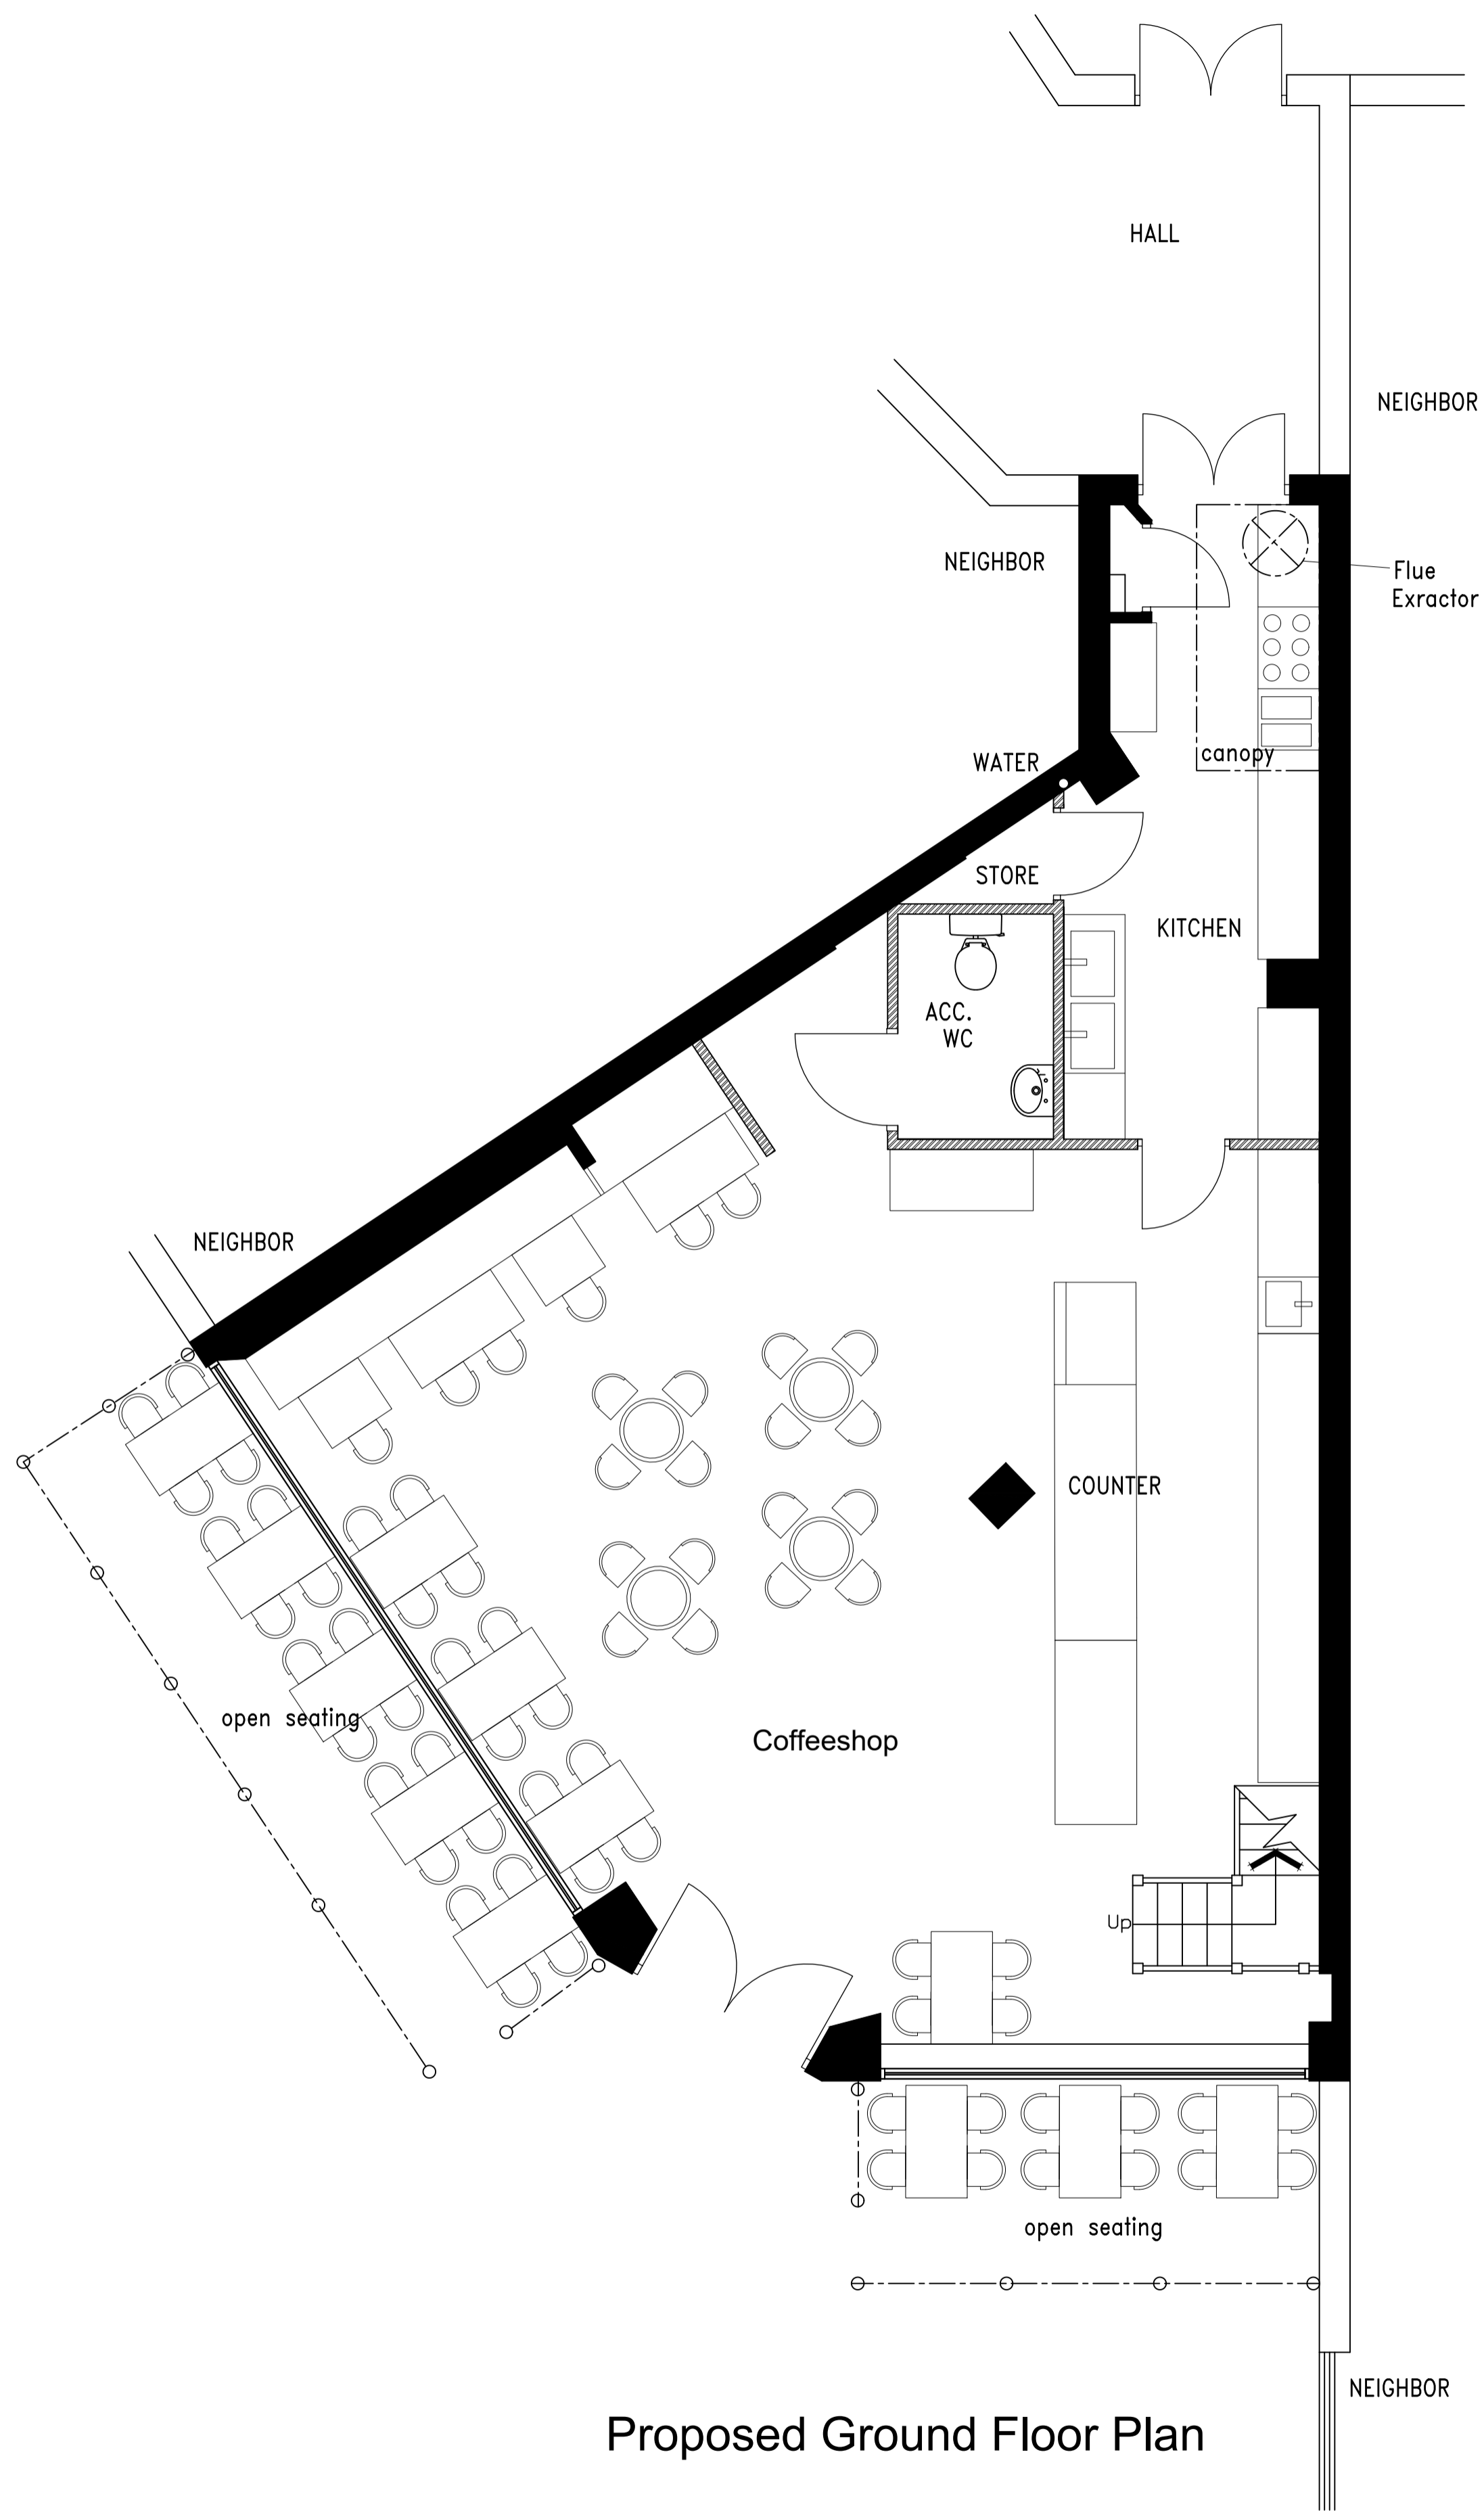 HALL
NEIGHBOR
NEIGHBOR
Flue
Exractor
WATER
canopy
STORE
KITCHEN
ACC.
WC
NEIGHBOR
COUNTER
open seating
Coffeeshop
Up
open seating
NEIGHBOR
Proposed Ground Floor Plan